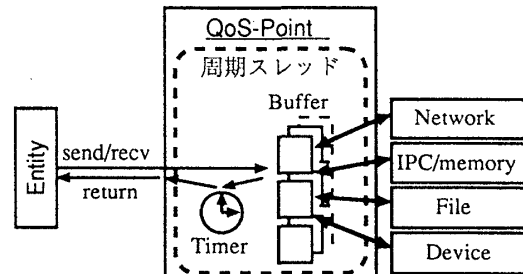 QoS-Point
周期スレッド
Buffer
Entity
send/recv
return
Timer
Network
IPC/memory
File
Device